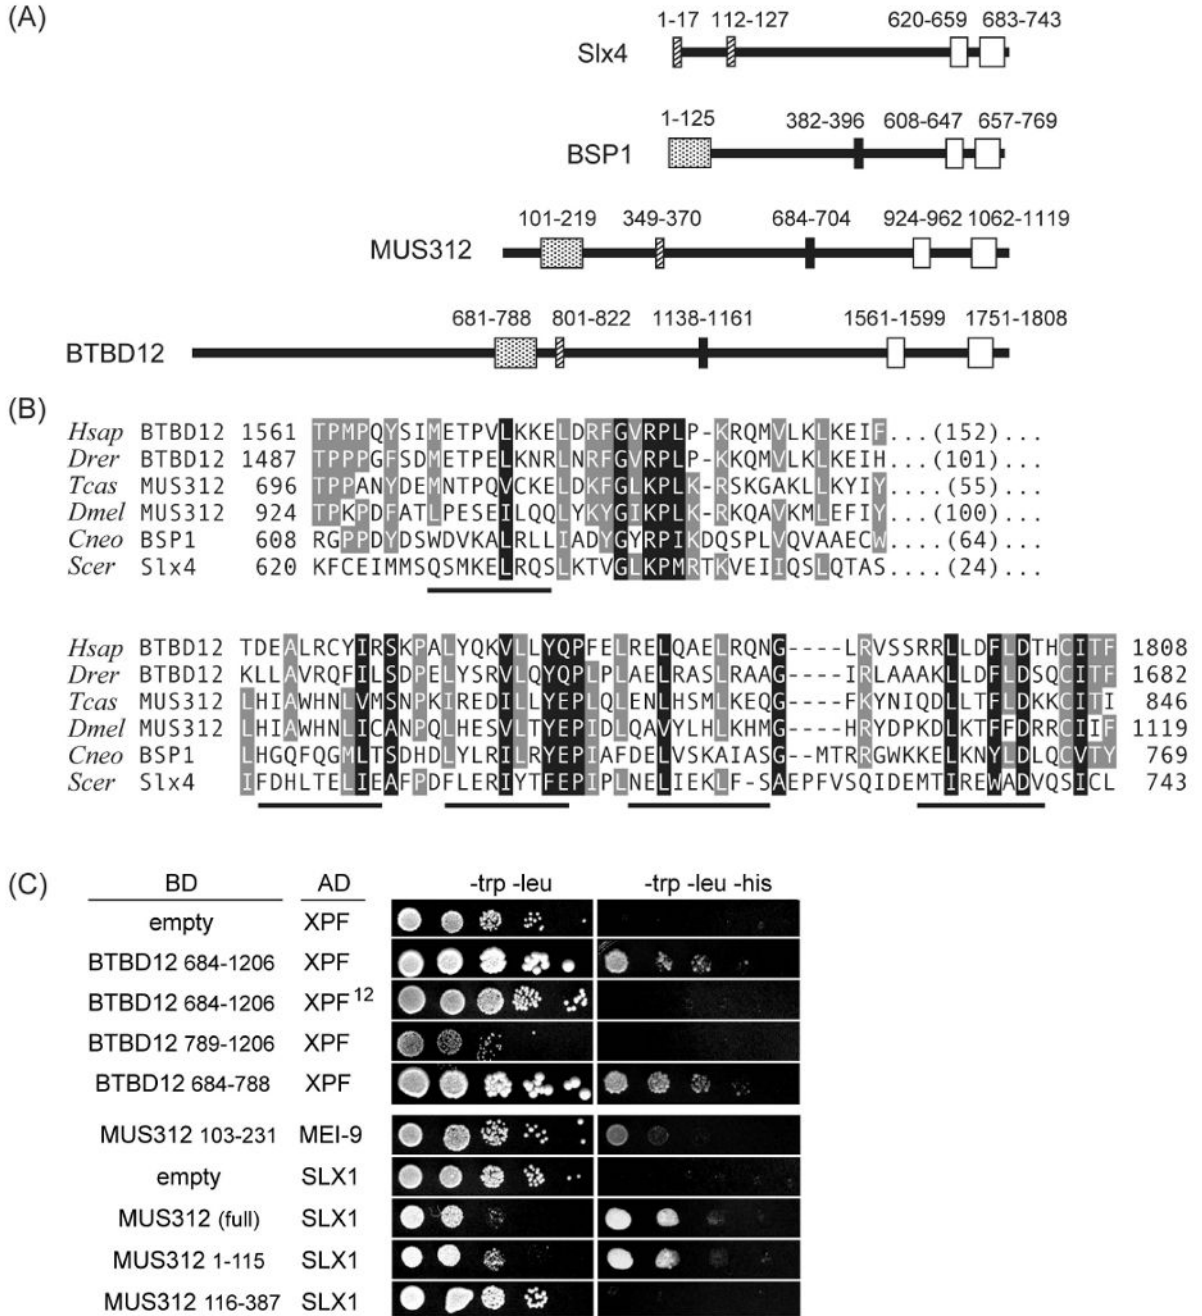 (A)
1-17 112-127 620-659 683-743
Slx4
1-125 382-396 608-647 657-769
BSP1
101-219 349-370 684-704 924-962 1062-1119
MUS312
681-788 801-822 1138-1161 1561-1599 1751-1808
BTBD12
(B)
Hsap BTBD12 1561 TPMPQYSIMETPVLKKELDRFGVRPLP-KRQMVLKLKEIF...(152)...
Drer BTBD12 1487 TPPPGFSDMETPELKNRLNRFGVRPLP-KKQMVLKLKEIH...(101)...
Tcas MUS312 696 TPPANYDEMNTPQVCKELDKFGLKPLK-RSKGAKLLKYIY...(55)...
Dmel MUS312 924 TPKPDFATLPESEILQQLYKYGIKPLK-RKQAVKMLEFIY...(100)...
Cneo BSP1 608 RGPPDYDSWDVKALRLLIADYGYRPIKDQSPLVQVAAECW...(64)...
Scer Slx4 620 KFCEIMMSQSMKELRQSLKTVGLKPMRTKVEIIQSLQTAS....(24)...
Hsap BTBD12 TDEALRCYIRSKPALYQKVLLYQPFELRELQAELRQNG----LRVSSRRLLDFLDTHCITF 1808
Drer BTBD12 KLLAVRQFILSDPELYSRVLQYQPLPLAELRASLRAAG----IRLAAAKLLDFLDSQCITF 1682
Tcas MUS312 LHIAWHNLVMSNPKIREDILLYEPLQLENLHSMLKEQG----FKYNIQDLLTFLDKKCITI 846
Dmel MUS312 LHIAWHNLICANPQLHESVLTYEPIDLQAVYLHLKHMG----HRYDPKDLKTFFDRRCIIF 1119
Cneo BSP1 LHGQFQGMLTSDHDLYLRILRYEPIAFDELVSKAIASG--MTRRGWKKELKNYLDLQCVTY 769
Scer Slx4 IFDHLTELIEAFPDFLERIYTFEPIPLNELIEKLF-SAEPFVSQIDEMTIREWADVQSICL 743
(C)
BD AD -trp -leu -trp -leu -his
empty XPF
BTBD12 684-1206 XPF
BTBD12 684-1206 XPF12
BTBD12 789-1206 XPF
BTBD12 684-788 XPF
MUS312 103-231 MEI-9
empty SLX1
MUS312 (full) SLX1
MUS312 1-115 SLX1
MUS312 116-387 SLX1